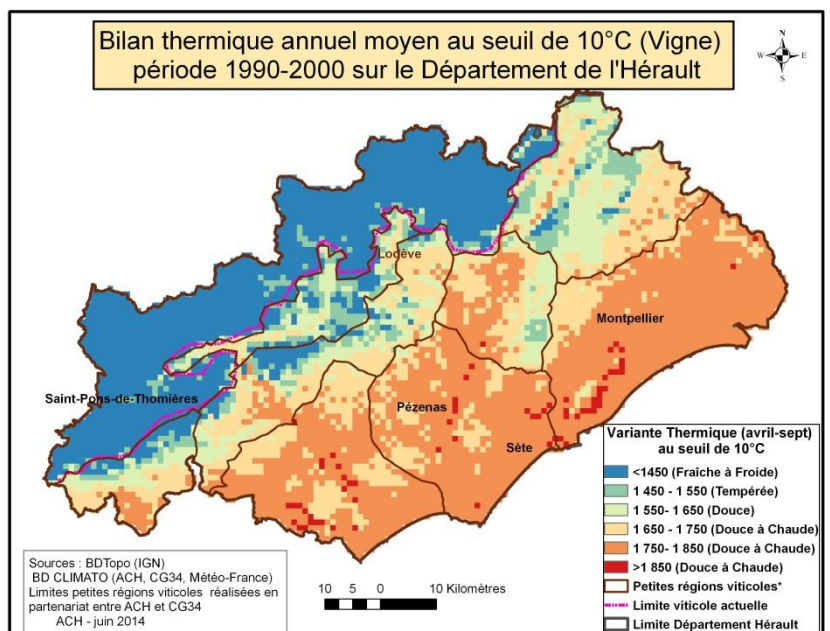 Bilan thermique annuel moyen au seuil de 10°C (Vigne)
période 1990-2000 sur le Département de l'Hérault
N
W E
S
Lodève
Montpellier
Saint-Pons-de-Thomières
Pézenas
Sète
Variante Thermique (avril-sept)
au seuil de 10°C
<1450 (Fraîche à Froide)
1 450 - 1 550 (Tempérée)
1 550- 1 650 (Douce)
1 650 - 1 750 (Douce à Chaude)
1 750- 1 850 (Douce à Chaude)
>1 850 (Douce à Chaude)
Petites régions viticoles*
Limite viticole actuelle
Limite Département Hérault
Sources : BDTopo (IGN)
BD CLIMATO (ACH, CG34, Météo-France)
Limites petites régions viticoles réalisées en
partenariat entre ACH et CG34
ACH - juin 2014
10 5 0 10 Kilomètres